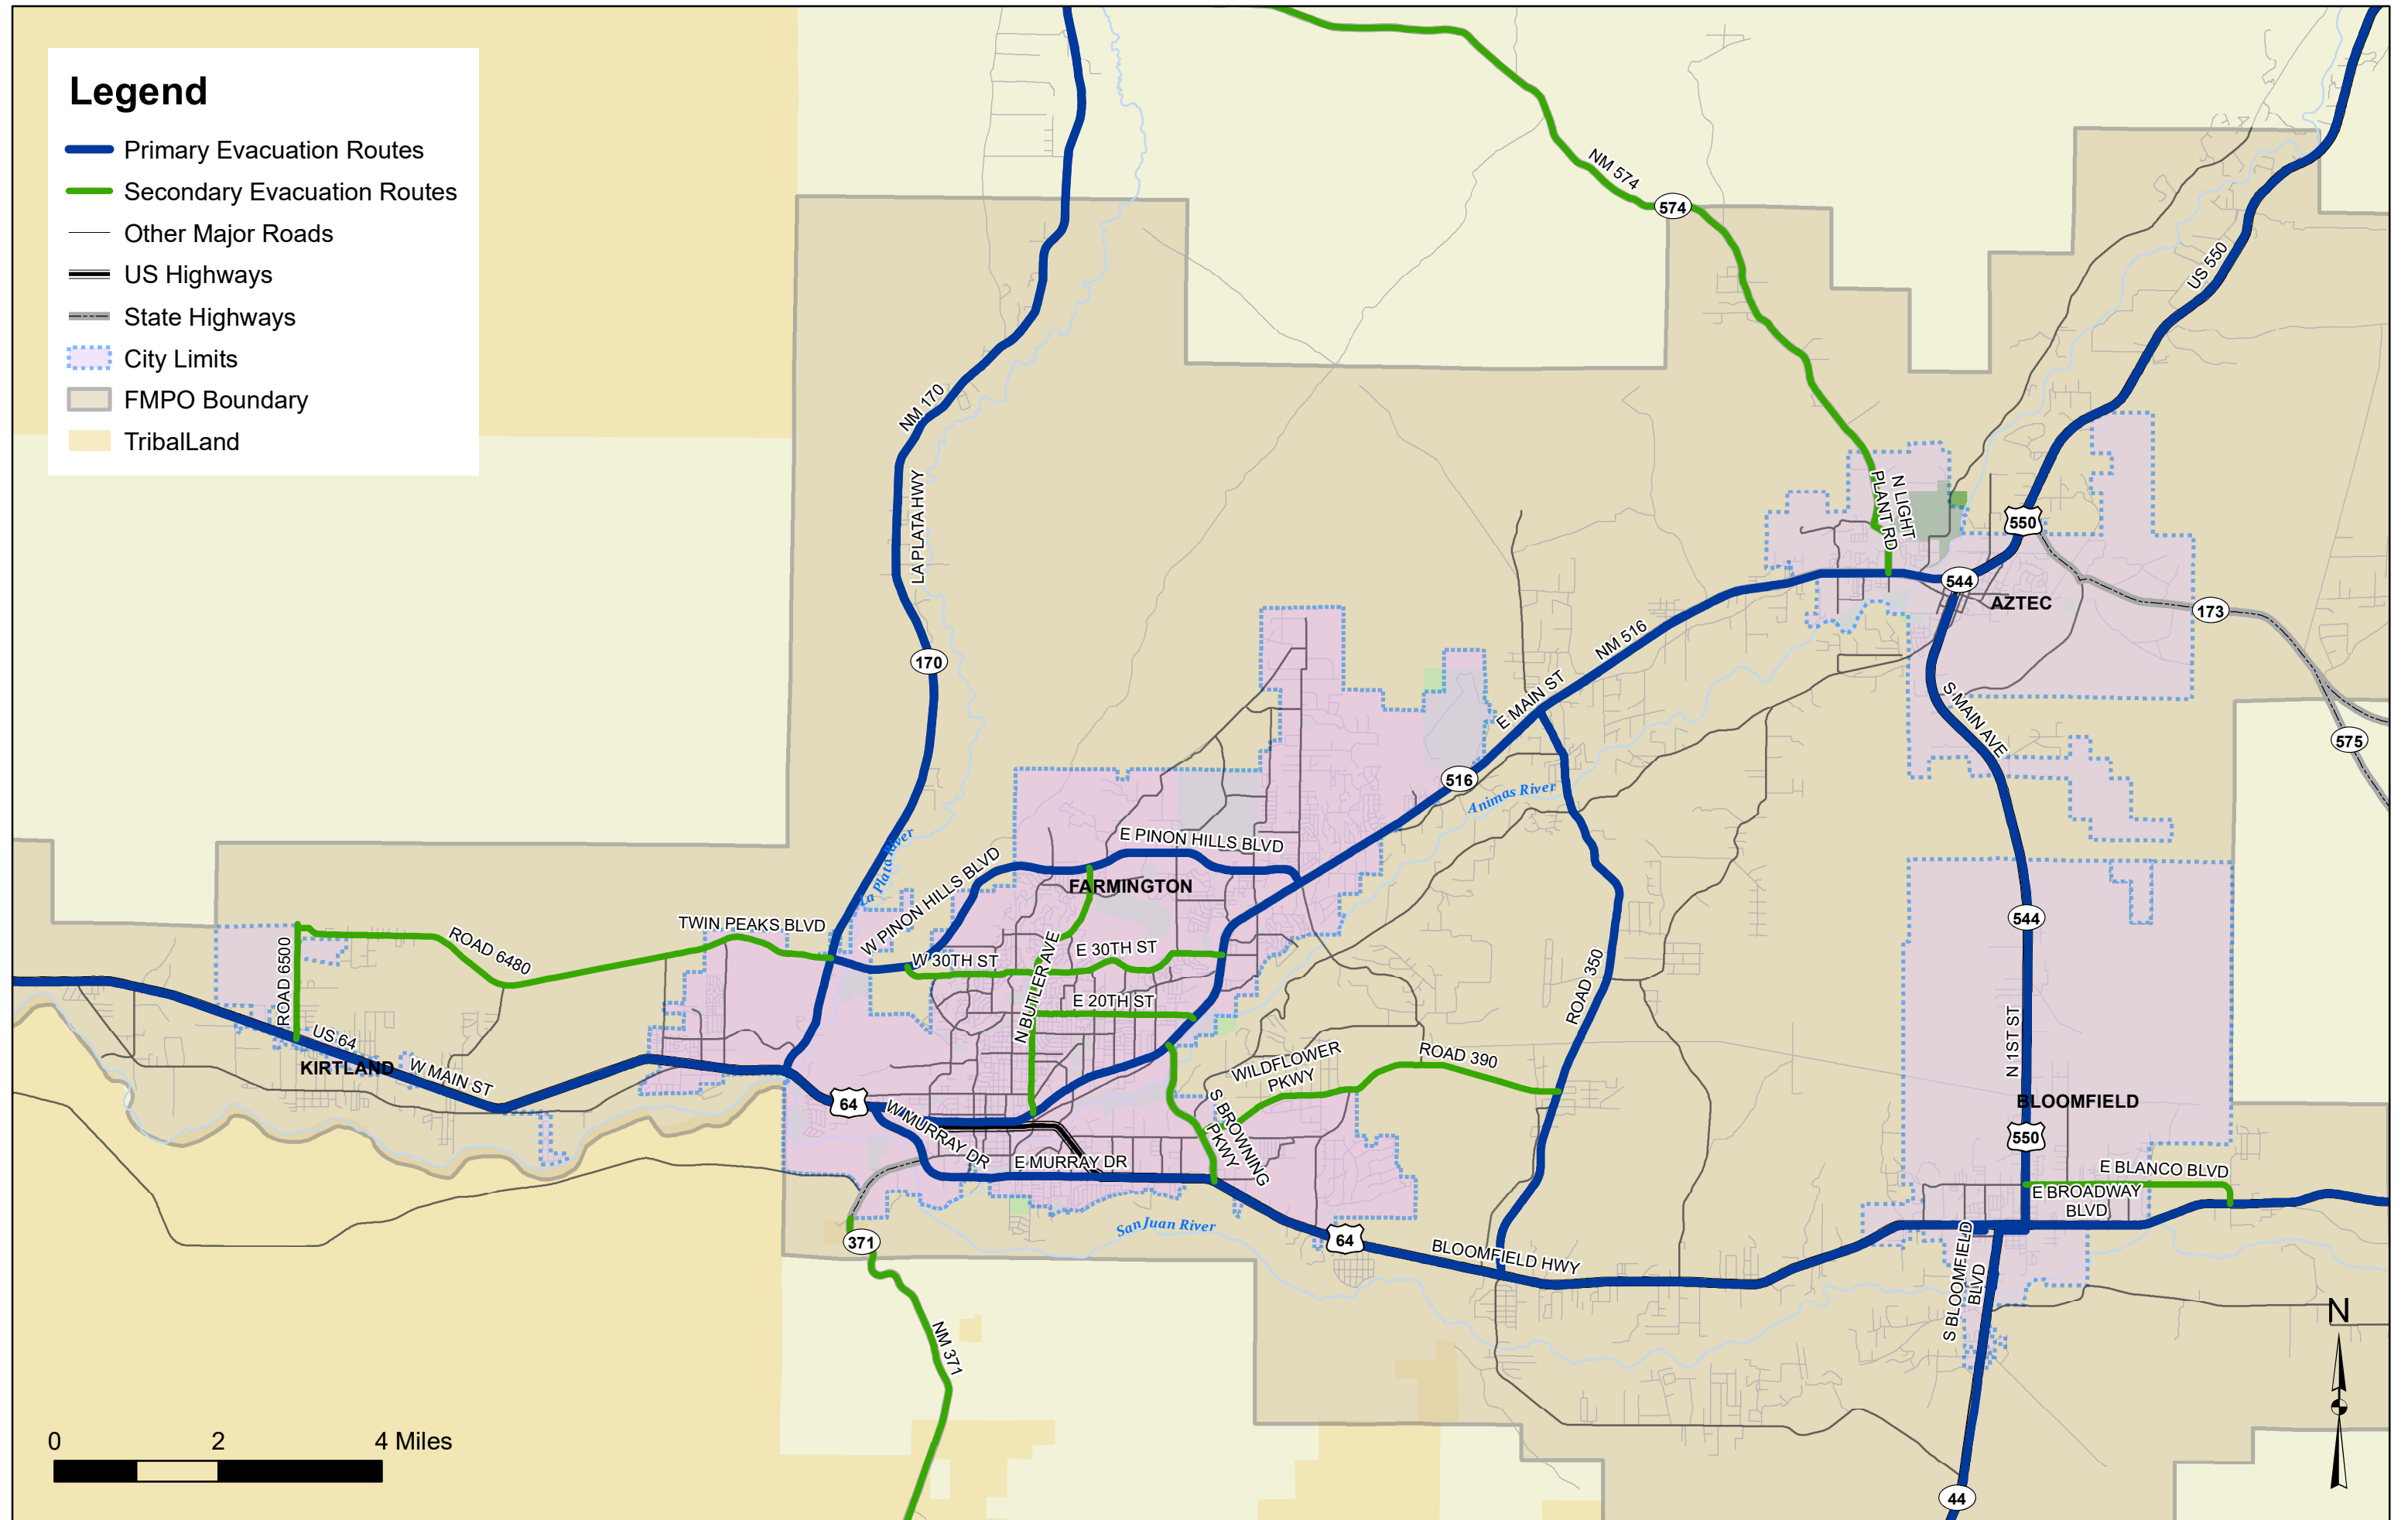 Legend
Primary Evacuation Routes
Secondary Evacuation Routes
Other Major Roads
US Highways
State Highways
City Limits
FMPO Boundary
TribalLand
NM 574
574
US 550
NM 170
LA PLATA HWY
170
N LIGHT
PLANT RD
550
544
AZTEC
173
575
NM 516
E MAIN ST
516
S MAIN AVE
Animas River
La Plata River
E PINON HILLS BLVD
W PINON HILLS BLVD
FARMINGTON
TWIN PEAKS BLVD
ROAD 6480
ROAD 6500
W 30TH ST
E 30TH ST
N BUTLER AVE
E 20TH ST
544
ROAD 350
US 64
KIRTLAND
W MAIN ST
WILDFLOWER
PKWY
ROAD 390
N 1ST ST
BLOOMFIELD
64
W MURRAY DR
E MURRAY DR
S BROWNING
PKWY
550
E BLANCO BLVD
E BROADWAY
BLVD
San Juan River
371
64
BLOOMFIELD HWY
S BLOOMFIELD
BLVD
NM 371
N
0
2
4 Miles
44